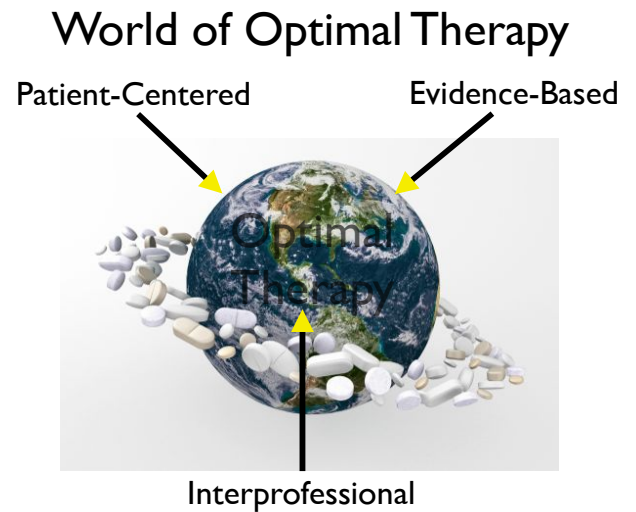 World of Optimal Therapy
Patient-Centered
Evidence-Based
Optimal
Therapy
Interprofessional